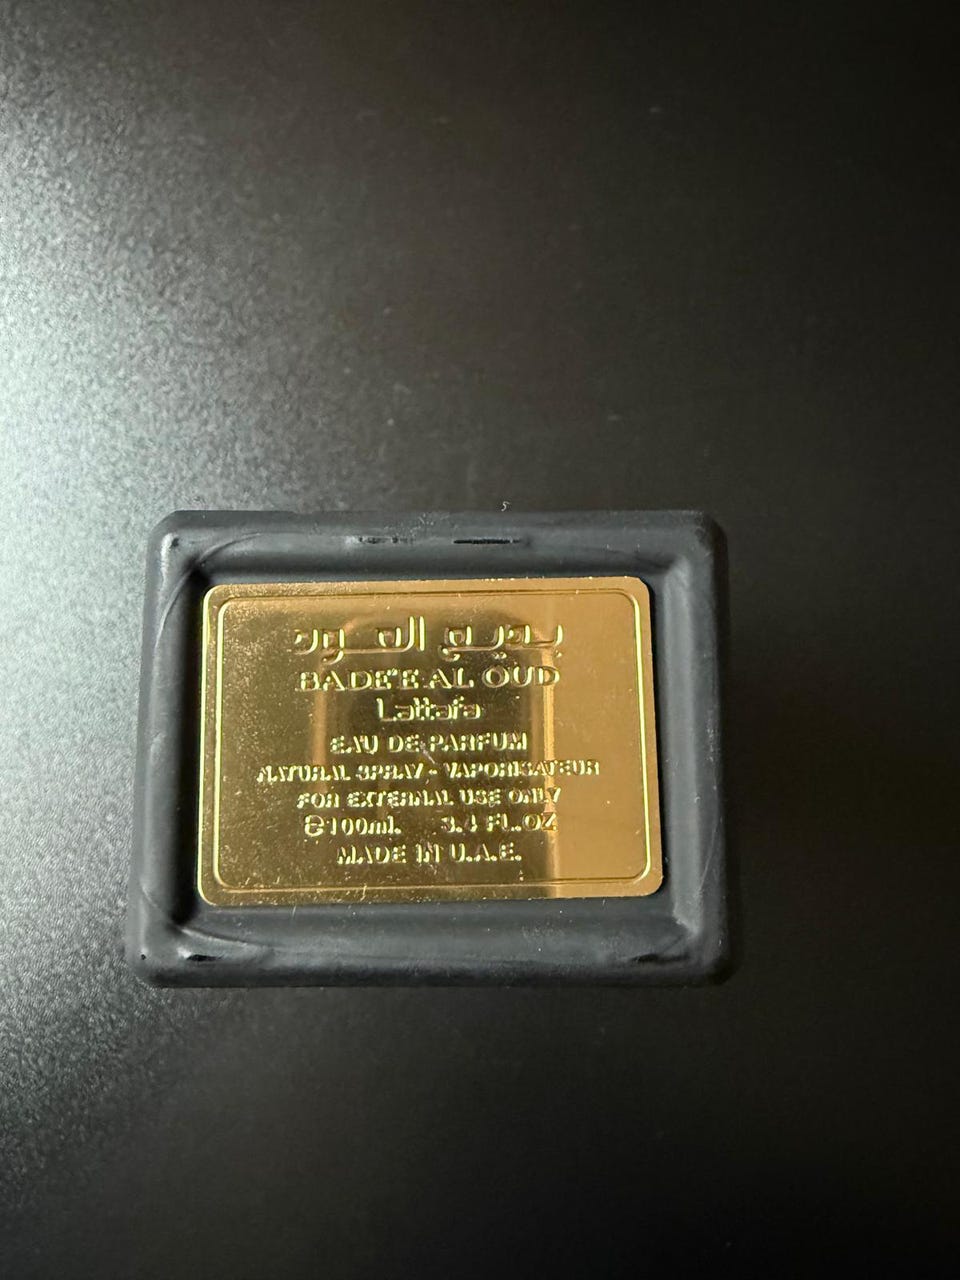 بديع العود
BADE'E AL OUD
Lattafa
EAU DE PARFUM
NATURAL SPRAY - VAPORISATEUR
FOR EXTERNAL USE ONLY
℮100ml. 3.4 FL.OZ
MADE IN U.A.E.